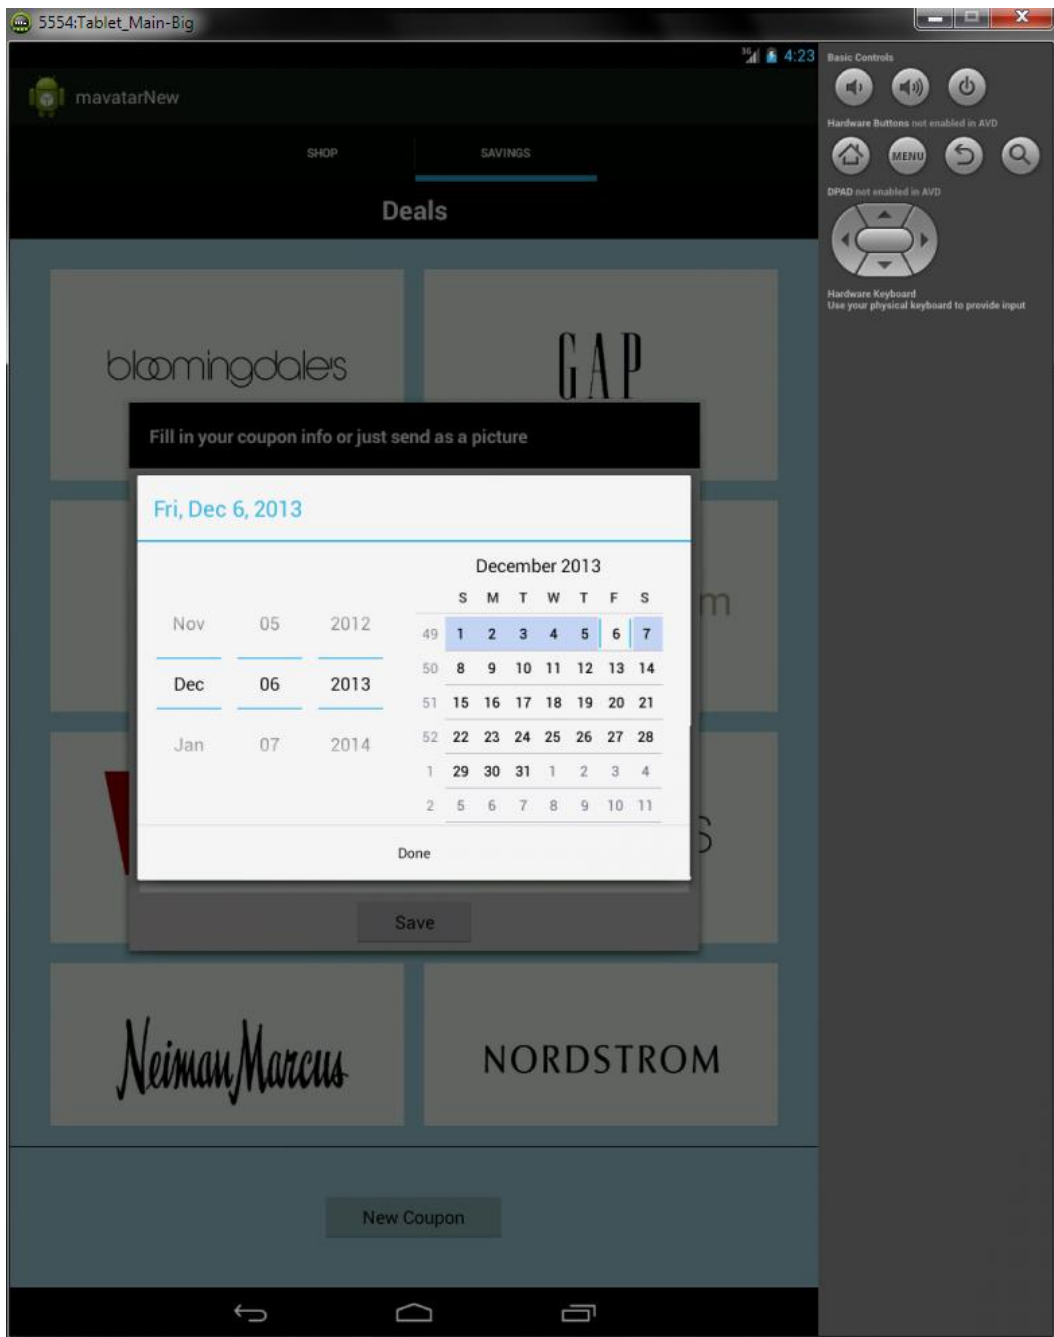 5554:Tablet_Main-Big
3G 4:23
mavatarNew
SHOP SAVINGS
Deals
bloomingdale's
GAP
Fill in your coupon info or just send as a picture
Fri, Dec 6, 2013
December 2013
S M T W T F S
Nov 05 2012
49 1 2 3 4 5 6 7
50 8 9 10 11 12 13 14
Dec 06 2013
51 15 16 17 18 19 20 21
52 22 23 24 25 26 27 28
Jan 07 2014
1 29 30 31 1 2 3 4
2 5 6 7 8 9 10 11
Done
Save
Neiman Marcus
NORDSTROM
New Coupon
Basic Controls
Hardware Buttons not enabled in AVD
MENU
DPAD not enabled in AVD
Hardware Keyboard
Use your physical keyboard to provide input